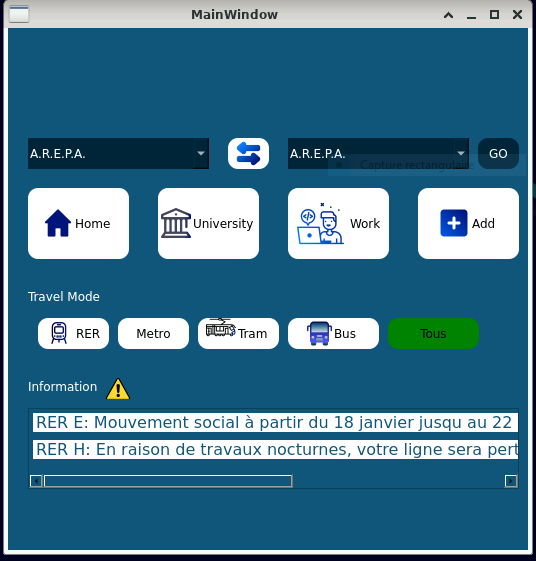 MainWindow
A.R.E.P.A.
A.R.E.P.A.
GO
Capture rectangulaire
Home
University
Work
Add
Travel Mode
RER
Metro
Tram
Bus
Tous
Information
RER E: Mouvement social à partir du 18 janvier jusqu au 22
RER H: En raison de travaux nocturnes, votre ligne sera pert